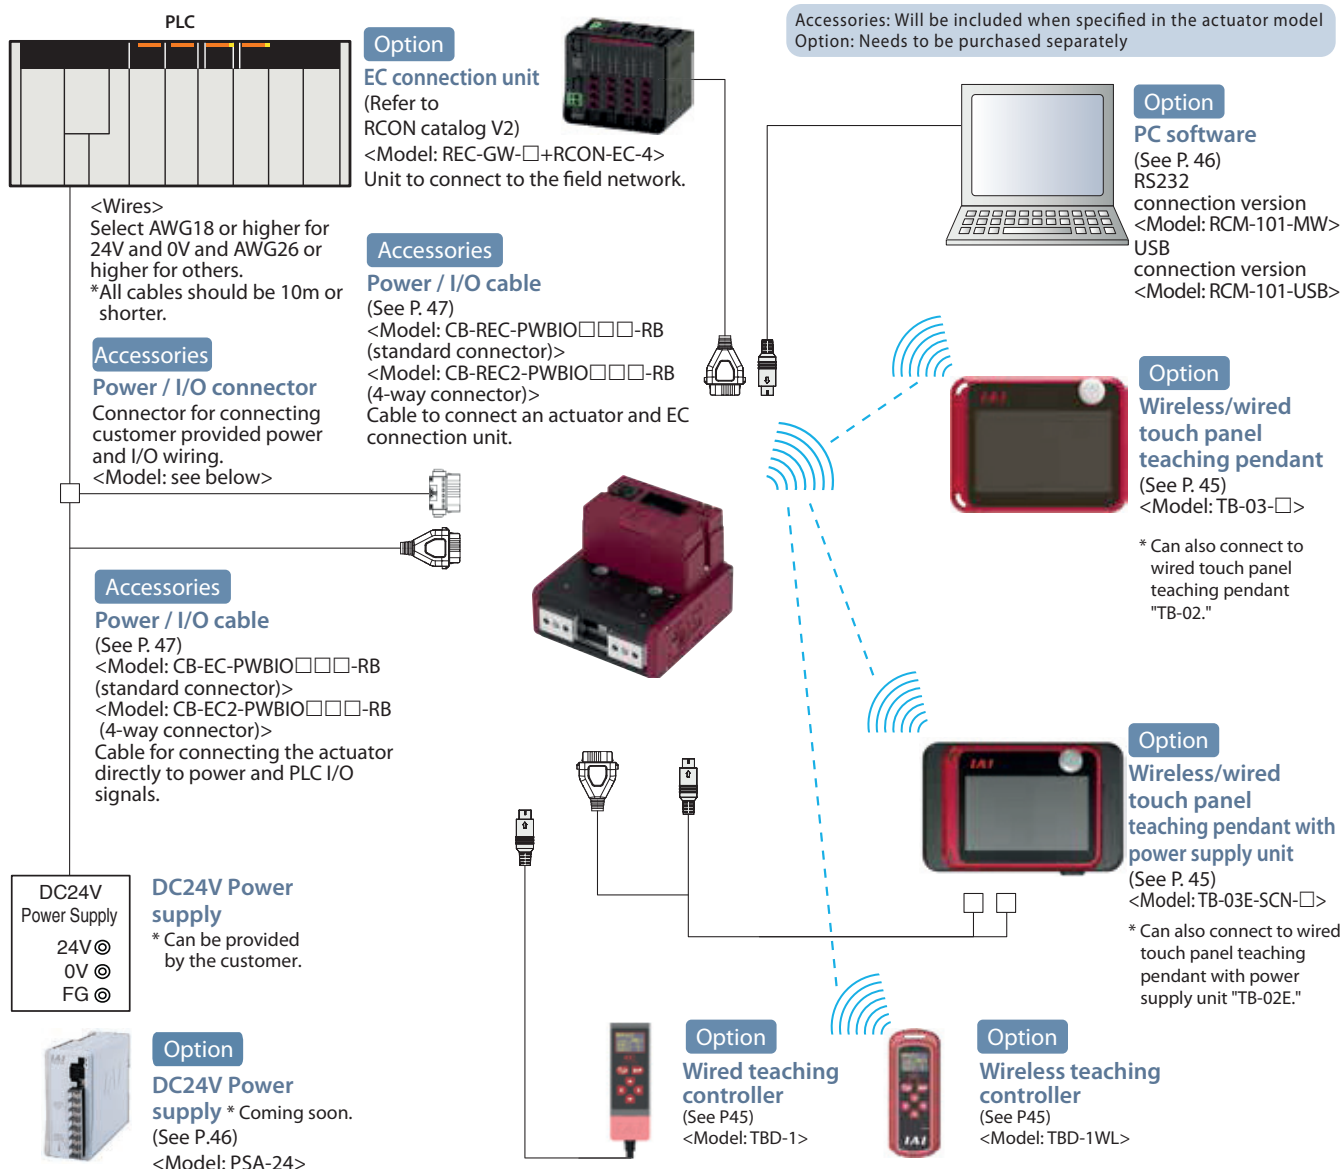 PLC
Option
EC connection unit
(Refer to
RCON catalog V2)
<Model: REC-GW-□+RCON-EC-4>
Unit to connect to the field network.
Accessories: Will be included when specified in the actuator model
Option: Needs to be purchased separately
Option
PC software
(See P. 46)
RS232
connection version
<Model: RCM-101-MW>
USB
connection version
<Model: RCM-101-USB>
<Wires>
Select AWG18 or higher for
24V and 0V and AWG26 or
higher for others.
*All cables should be 10m or
shorter.
Accessories
Power / I/O cable
(See P. 47)
<Model: CB-REC-PWBIO□□□-RB
(standard connector)>
<Model: CB-REC2-PWBIO□□□-RB
(4-way connector)>
Cable to connect an actuator and EC
connection unit.
Accessories
Power / I/O connector
Connector for connecting
customer provided power
and I/O wiring.
<Model: see below>
Option
Wireless/wired
touch panel
teaching pendant
(See P. 45)
<Model: TB-03-□>
* Can also connect to
wired touch panel
teaching pendant
"TB-02."
IAI
Accessories
Power / I/O cable
(See P. 47)
<Model: CB-EC-PWBIO□□□-RB
(standard connector)>
<Model: CB-EC2-PWBIO□□□-RB
(4-way connector)>
Cable for connecting the actuator
directly to power and PLC I/O
signals.
Option
Wireless/wired
touch panel
teaching pendant with
power supply unit
(See P. 45)
<Model: TB-03E-SCN-□>
* Can also connect to wired
touch panel teaching
pendant with power
supply unit "TB-02E."
IAI
DC24V
Power Supply
24V
0V
FG
DC24V Power
supply
* Can be provided
by the customer.
IAI
Option
DC24V Power
supply * Coming soon.
(See P.46)
<Model: PSA-24>
Option
Wired teaching
controller
(See P45)
<Model: TBD-1>
IAI
Option
Wireless teaching
controller
(See P45)
<Model: TBD-1WL>